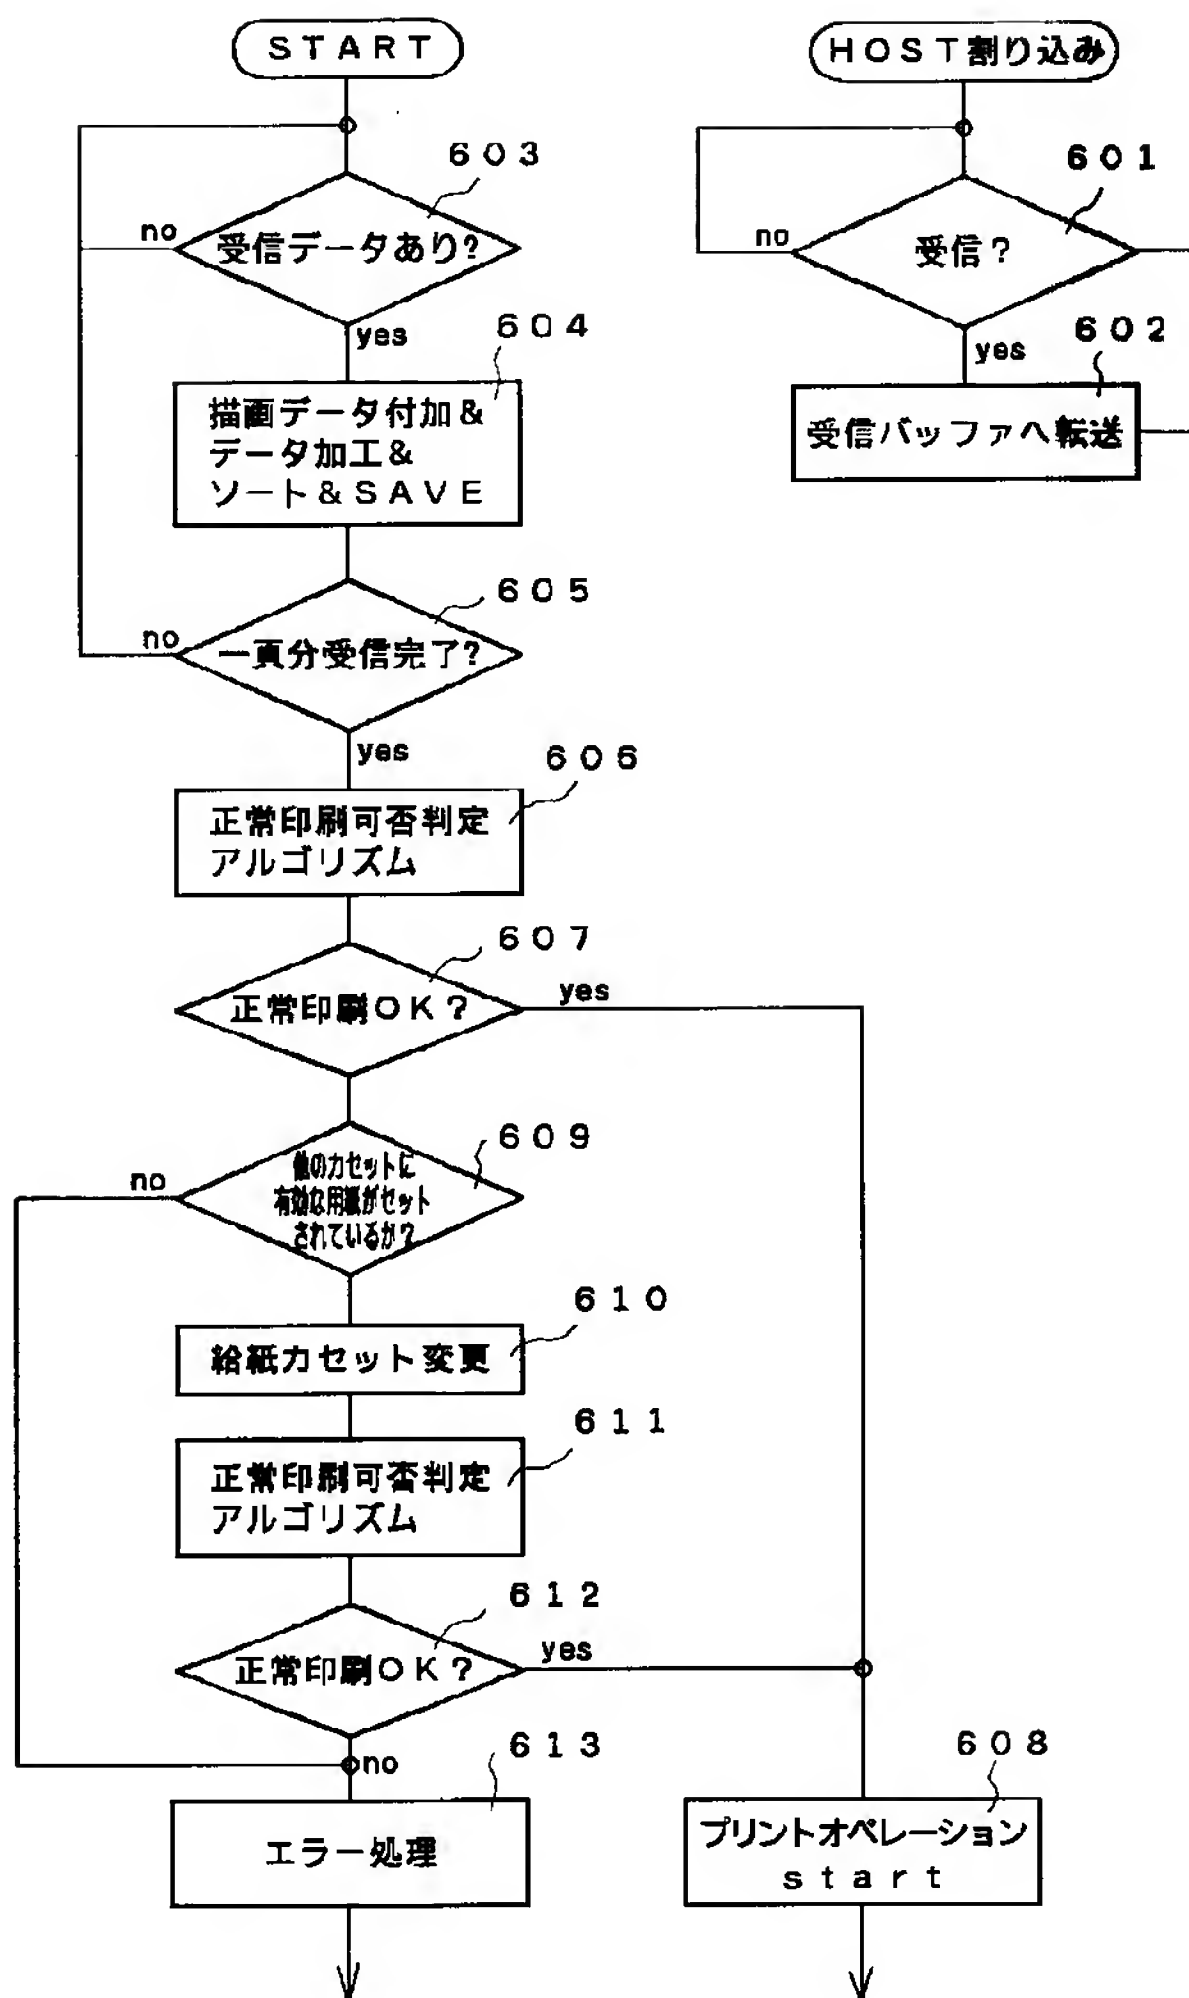 START
603
no
受信データあり?
yes
604
描画データ付加&
データ加工&
ソート&SAVE
605
no
一頁分受信完了?
yes
606
正常印刷可否判定
アルゴリズム
607
正常印刷OK?
yes
609
no
他のカセットに
有効な用紙がセット
されているか?
610
給紙カセット変更
611
正常印刷可否判定
アルゴリズム
612
正常印刷OK?
yes
no
613
エラー処理
HOST割り込み
601
no
受信?
yes
602
受信バッファへ転送
608
プリントオペレーション
start